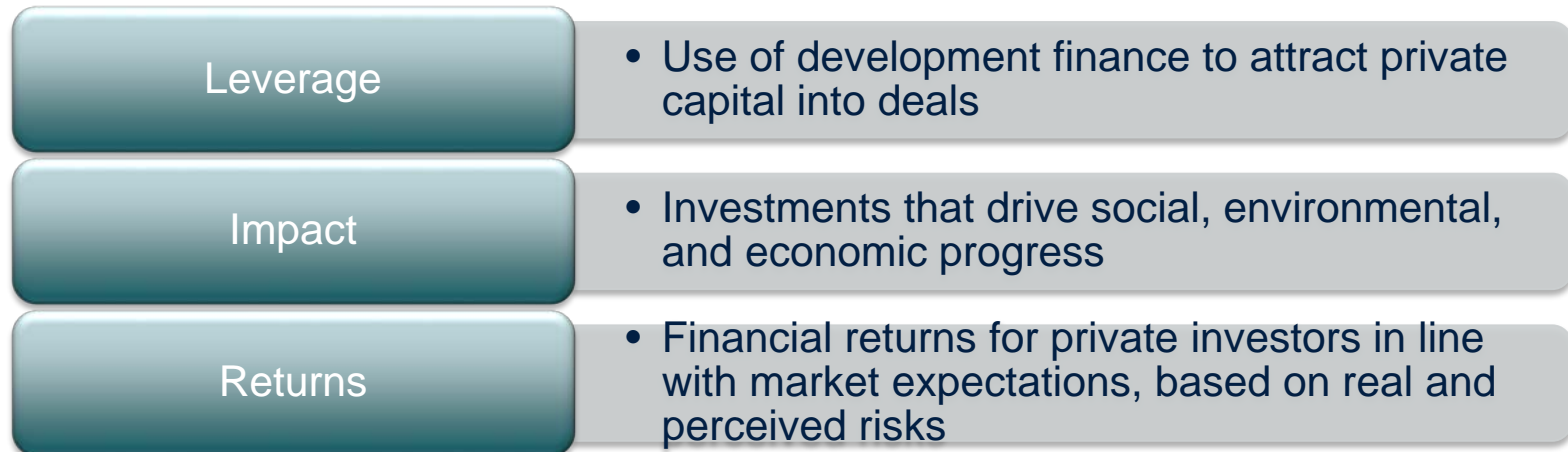 Leverage
• Use of development finance to attract private
capital into deals
Impact
• Investments that drive social, environmental,
and economic progress
Returns
• Financial returns for private investors in line
with market expectations, based on real and
perceived risks